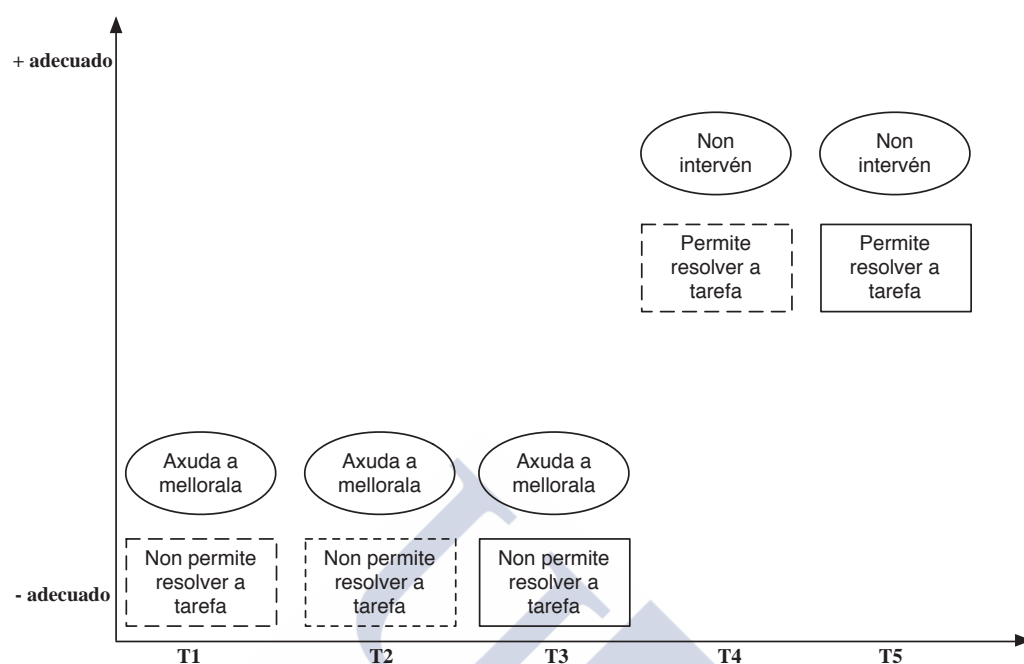 + adecuado
Non
intervén
Non
intervén
Permite
resolver a
tarefa
Permite
resolver a
tarefa
Axuda a
mellorala
Axuda a
mellorala
Axuda a
mellorala
Non permite
resolver a
tarefa
Non permite
resolver a
tarefa
Non permite
resolver a
tarefa
- adecuado
T1 T2 T3 T4 T5